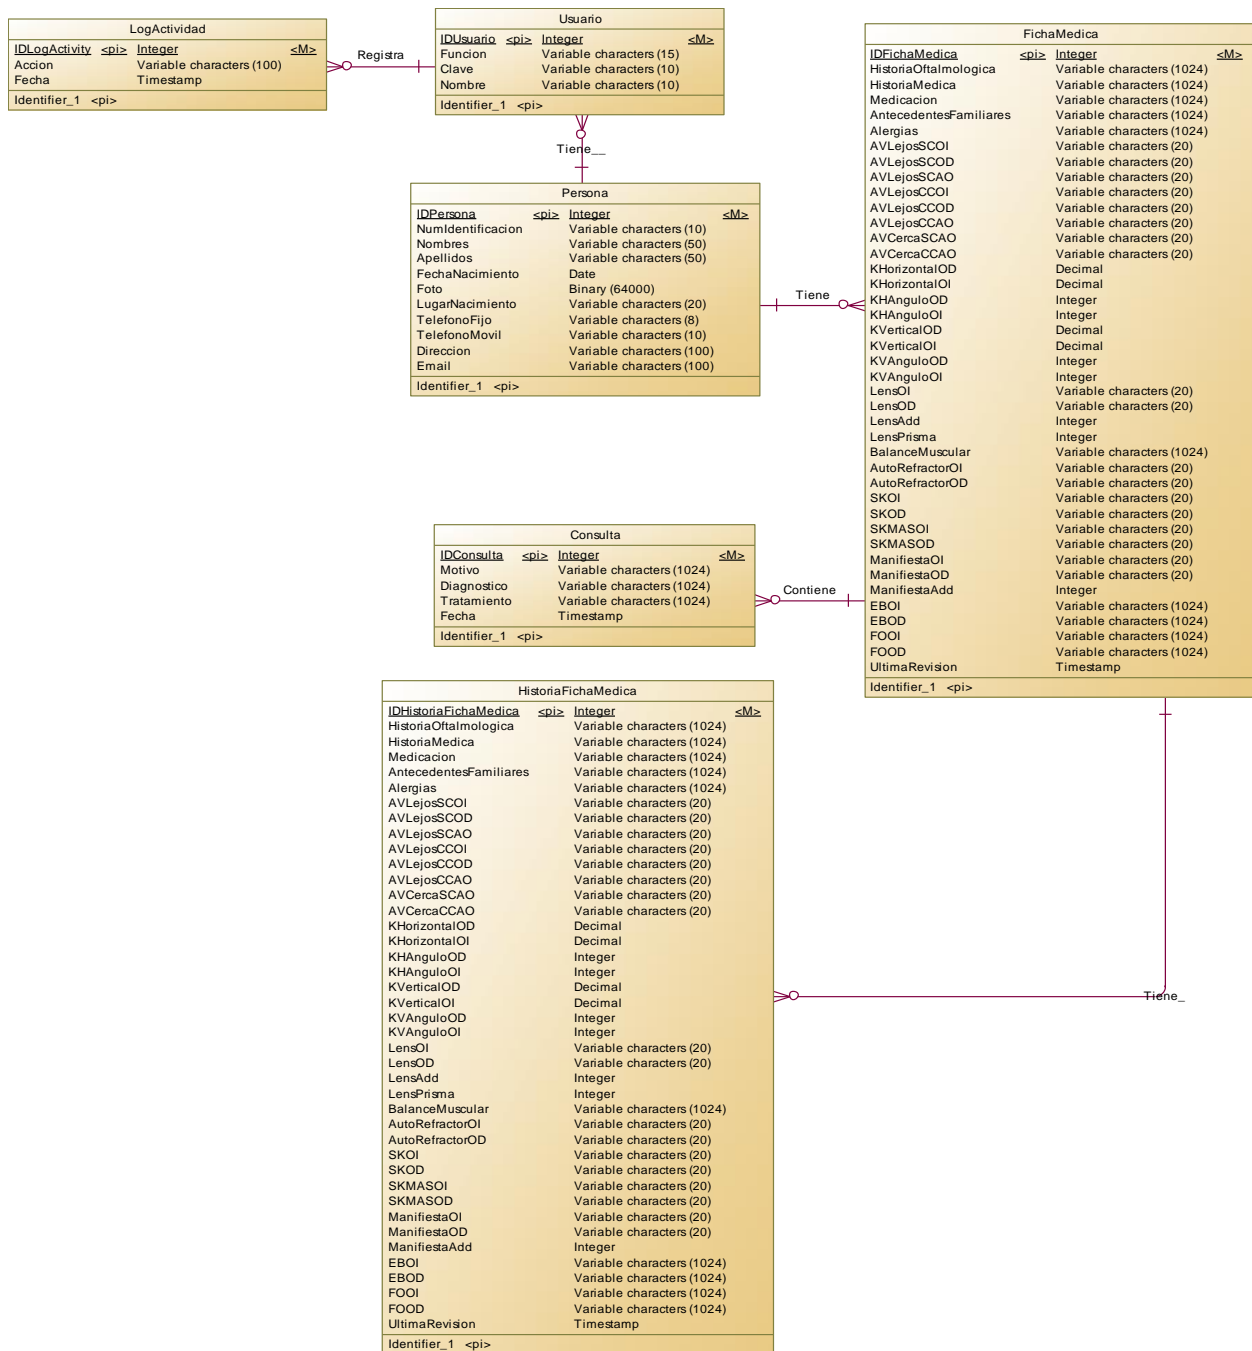 LogActividad
IDLogActivity <pi> Integer <M>
Accion Variable characters (100)
Fecha Timestamp
Identifier_1 <pi>
Registra
Usuario
IDUsuario <pi> Integer <M>
Funcion Variable characters (15)
Clave Variable characters (10)
Nombre Variable characters (10)
Identifier_1 <pi>
Tiene__
Persona
IDPersona <pi> Integer <M>
NumIdentificacion Variable characters (10)
Nombres Variable characters (50)
Apellidos Variable characters (50)
FechaNacimiento Date
Foto Binary (64000)
LugarNacimiento Variable characters (20)
TelefonoFijo Variable characters (8)
TelefonoMovil Variable characters (10)
Direccion Variable characters (100)
Email Variable characters (100)
Identifier_1 <pi>
Tiene
FichaMedica
IDFichaMedica <pi> Integer <M>
HistoriaOftalmologica Variable characters (1024)
HistoriaMedica Variable characters (1024)
Medicacion Variable characters (1024)
AntecedentesFamiliares Variable characters (1024)
Alergias Variable characters (1024)
AVLejosSCOI Variable characters (20)
AVLejosSCOD Variable characters (20)
AVLejosSCAO Variable characters (20)
AVLejosCCOI Variable characters (20)
AVLejosCCOD Variable characters (20)
AVLejosCCAO Variable characters (20)
AVCercaSCAO Variable characters (20)
AVCercaCCAO Variable characters (20)
KHorizontalOD Decimal
KHorizontalOI Decimal
KHAnguloOD Integer
KHAnguloOI Integer
KVerticalOD Decimal
KVerticalOI Decimal
KVAnguloOD Integer
KVAnguloOI Integer
LensOI Variable characters (20)
LensOD Variable characters (20)
LensAdd Integer
LensPrisma Integer
BalanceMuscular Variable characters (1024)
AutoRefractorOI Variable characters (20)
AutoRefractorOD Variable characters (20)
SKOI Variable characters (20)
SKOD Variable characters (20)
SKMASOI Variable characters (20)
SKMASOD Variable characters (20)
ManifiestaOI Variable characters (20)
ManifiestaOD Variable characters (20)
ManifiestaAdd Integer
EBOI Variable characters (1024)
EBOD Variable characters (1024)
FOOI Variable characters (1024)
FOOD Variable characters (1024)
UltimaRevision Timestamp
Identifier_1 <pi>
Consulta
IDConsulta <pi> Integer <M>
Motivo Variable characters (1024)
Diagnostico Variable characters (1024)
Tratamiento Variable characters (1024)
Fecha Timestamp
Identifier_1 <pi>
Contiene
HistoriaFichaMedica
IDHistoriaFichaMedica <pi> Integer <M>
HistoriaOftalmologica Variable characters (1024)
HistoriaMedica Variable characters (1024)
Medicacion Variable characters (1024)
AntecedentesFamiliares Variable characters (1024)
Alergias Variable characters (1024)
AVLejosSCOI Variable characters (20)
AVLejosSCOD Variable characters (20)
AVLejosSCAO Variable characters (20)
AVLejosCCOI Variable characters (20)
AVLejosCCOD Variable characters (20)
AVLejosCCAO Variable characters (20)
AVCercaSCAO Variable characters (20)
AVCercaCCAO Variable characters (20)
KHorizontalOD Decimal
KHorizontalOI Decimal
KHAnguloOD Integer
KHAnguloOI Integer
KVerticalOD Decimal
KVerticalOI Decimal
KVAnguloOD Integer
KVAnguloOI Integer
LensOI Variable characters (20)
LensOD Variable characters (20)
LensAdd Integer
LensPrisma Integer
BalanceMuscular Variable characters (1024)
AutoRefractorOI Variable characters (20)
AutoRefractorOD Variable characters (20)
SKOI Variable characters (20)
SKOD Variable characters (20)
SKMASOI Variable characters (20)
SKMASOD Variable characters (20)
ManifiestaOI Variable characters (20)
ManifiestaOD Variable characters (20)
ManifiestaAdd Integer
EBOI Variable characters (1024)
EBOD Variable characters (1024)
FOOI Variable characters (1024)
FOOD Variable characters (1024)
UltimaRevision Timestamp
Identifier_1 <pi>
Tiene_